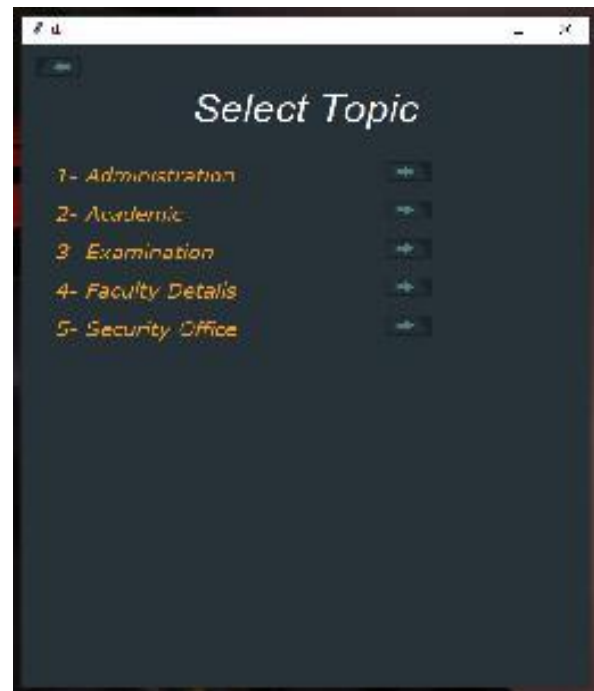 Select Topic
1- Administration
2- Academic
3- Examination
4- Faculty Details
5- Security Office